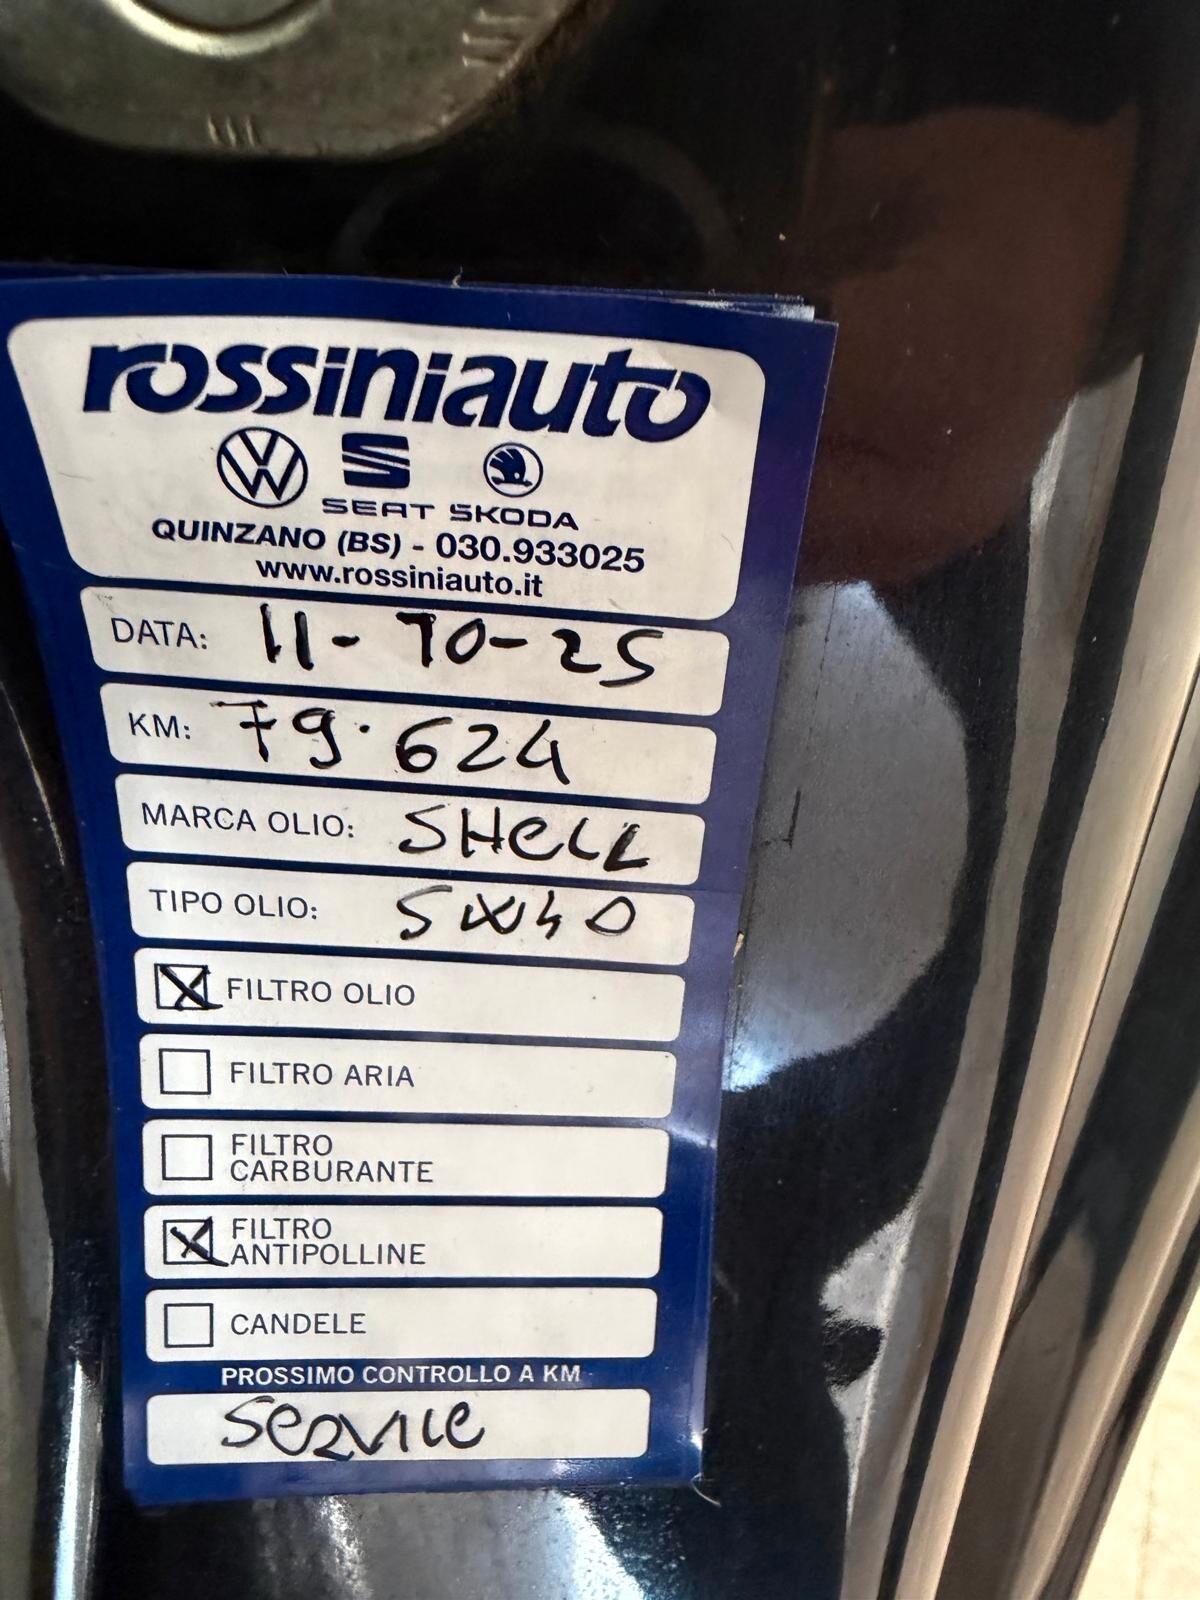 rossiniauto
SEAT SKODA
QUINZANO (BS) - 030.933025
www.rossiniauto.it
DATA: 11-10-25
KM: 79.624
MARCA OLIO: SHELL
TIPO OLIO: 5W40
FILTRO OLIO
FILTRO ARIA
FILTRO
CARBURANTE
FILTRO
ANTIPOLLINE
CANDELE
PROSSIMO CONTROLLO A KM
SERVICE